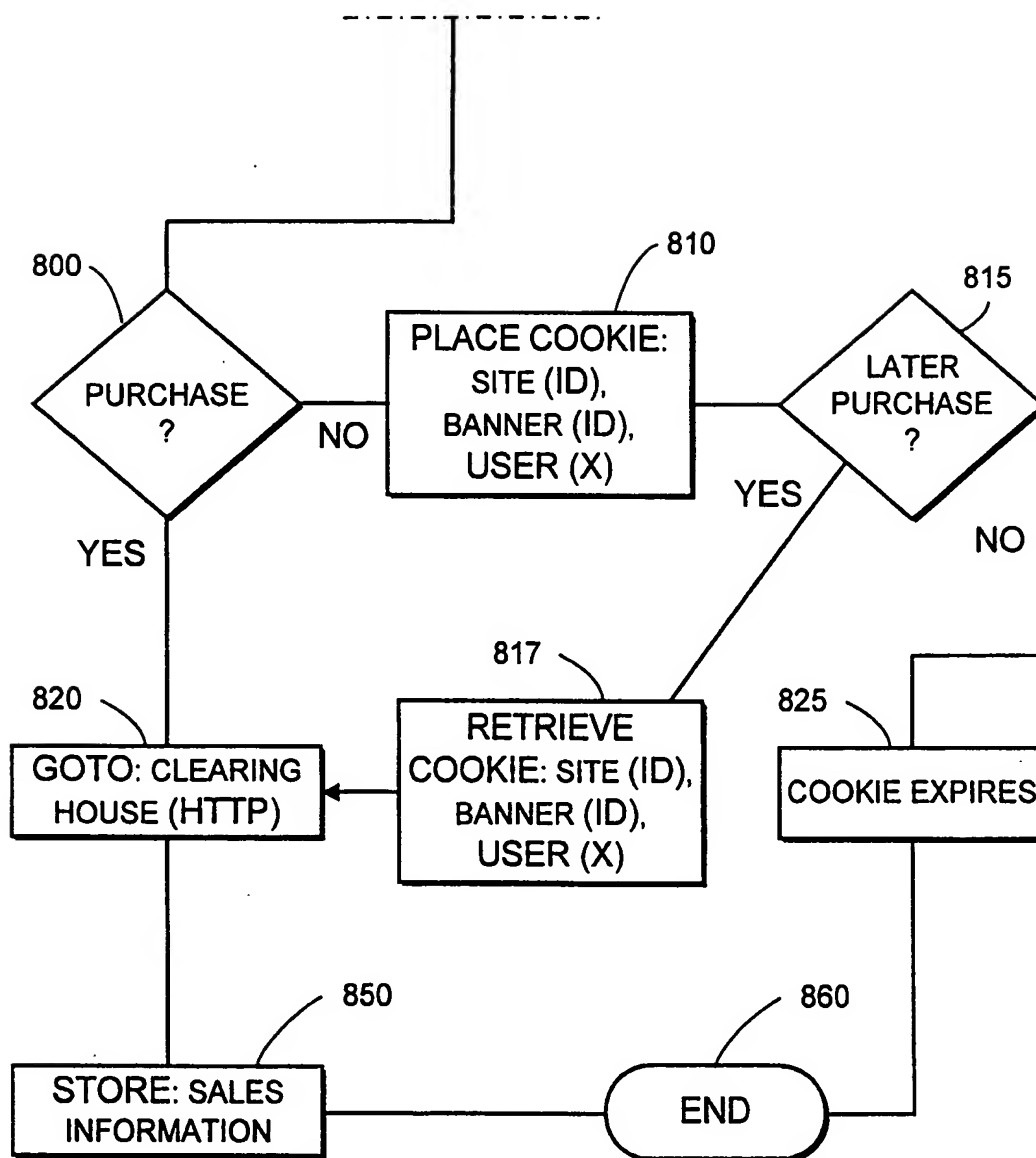 810
815
800
PLACE COOKIE:
SITE (ID),
BANNER (ID),
USER (X)
LATER
PURCHASE
?
PURCHASE
?
NO
YES
YES
NO
817
820
825
RETRIEVE
COOKIE: SITE (ID),
BANNER (ID),
USER (X)
GOTO: CLEARING
HOUSE (HTTP)
COOKIE EXPIRES
850
860
STORE: SALES
INFORMATION
END